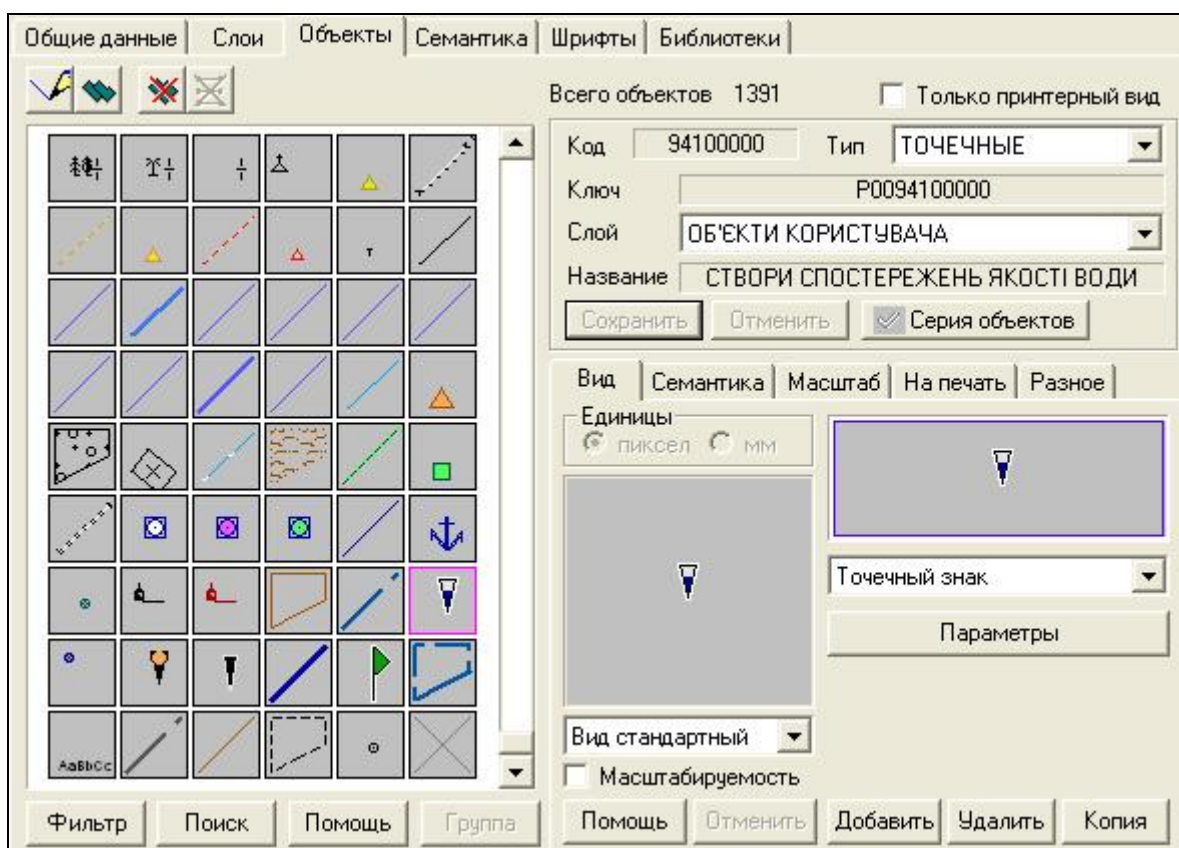 Общие данные Слои Объекты Семантика Шрифты Библиотеки
Всего объектов 1391 Только принтерный вид
Код 94100000 Тип ТОЧЕЧНЫЕ
Ключ P0094100000
Слой ОБ'ЄКТИ КОРИСТУВАЧА
Название СТВОРИ СПОСТЕРЕЖЕНЬ ЯКОСТІ ВОДИ
Сохранить Отменить Серия объектов
Вид Семантика Масштаб На печать Разное
Единицы
пиксел мм
Точечный знак
Параметры
Вид стандартный
Масштабируемость
AaBbCc
Фильтр Поиск Помощь Группа Помощь Отменить Добавить Удалить Копия